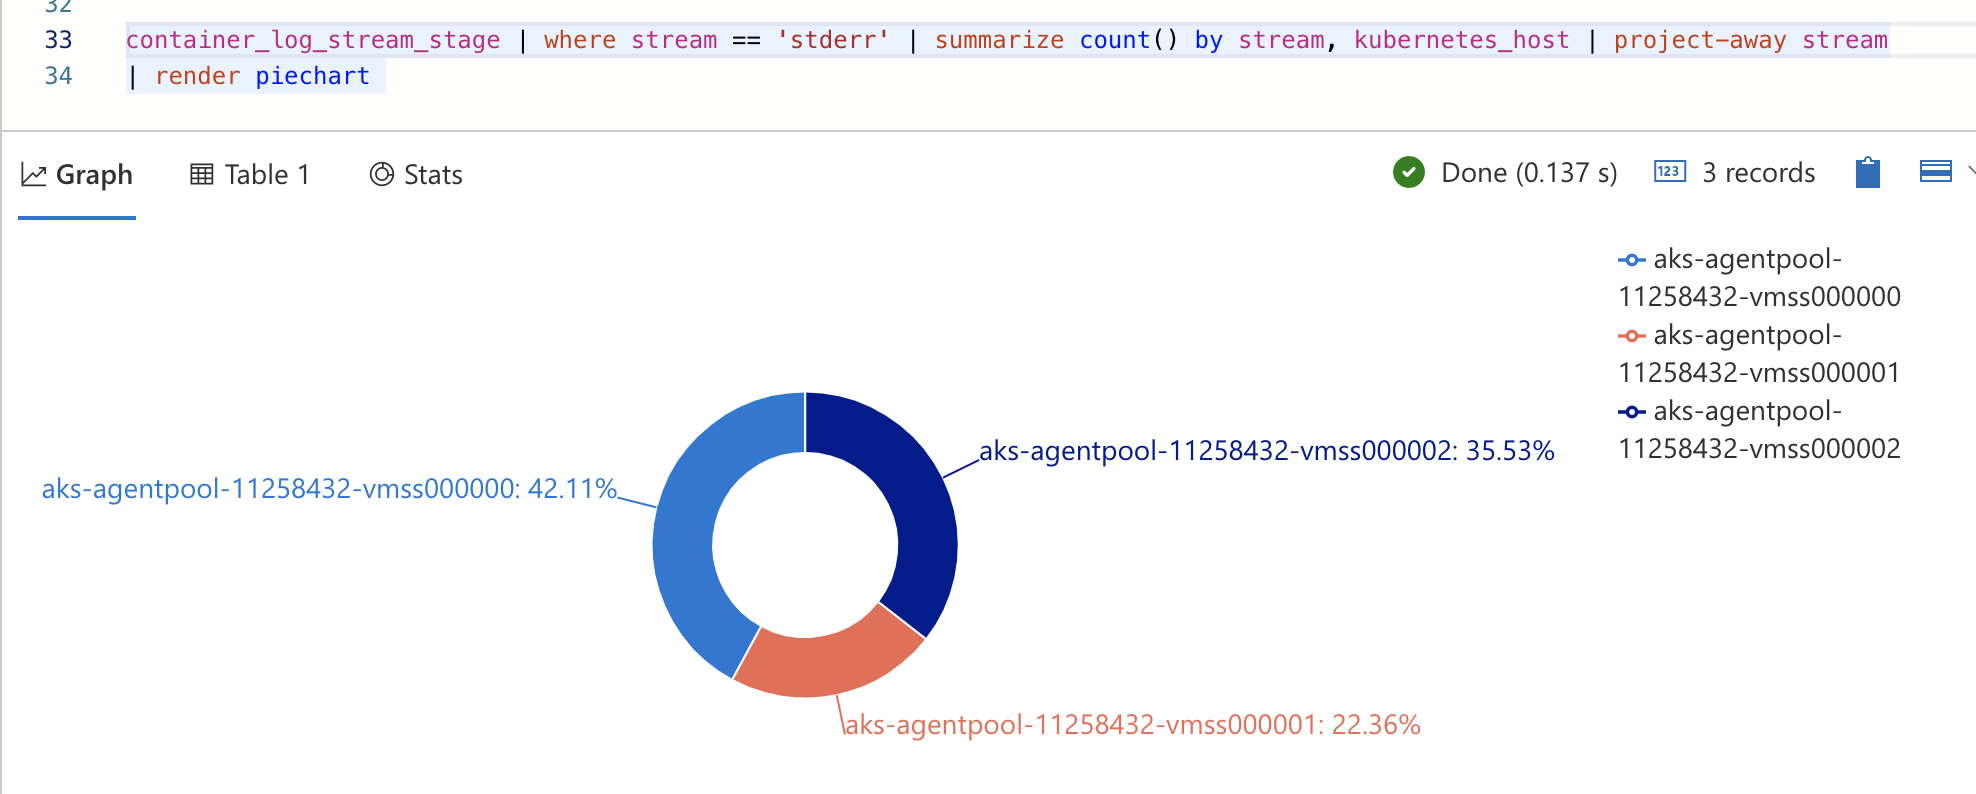 32
33 container_log_stream_stage | where stream == 'stderr' | summarize count() by stream, kubernetes_host | project-away stream
34 | render piechart
Graph Table 1 Stats Done (0.137 s) 123 3 records
aks-agentpool-
11258432-vmss000000
aks-agentpool-
11258432-vmss000001
aks-agentpool-
11258432-vmss000002
aks-agentpool-11258432-vmss000002: 35.53%
aks-agentpool-11258432-vmss000000: 42.11%
aks-agentpool-11258432-vmss000001: 22.36%